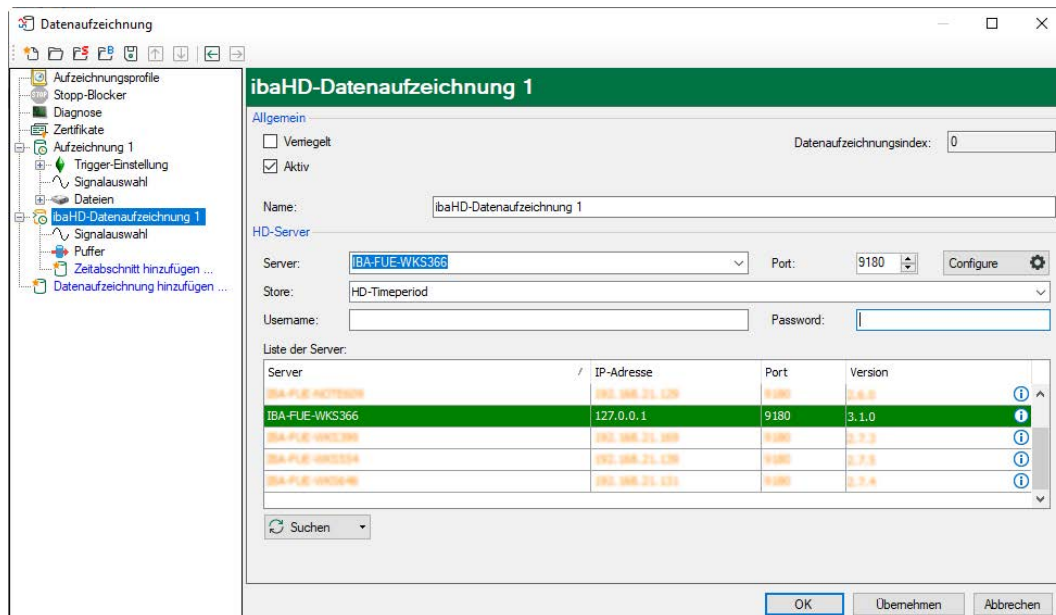 Datenaufzeichnung
Aufzeichnungsprofile
Stopp-Blocker
Diagnose
Zertifikate
Aufzeichnung 1
Trigger-Einstellung
Signalauswahl
Dateien
ibaHD-Datenaufzeichnung 1
Signalauswahl
Puffer
Zeitabschnitt hinzufügen ...
Datenaufzeichnung hinzufügen ...
ibaHD-Datenaufzeichnung 1
Allgemein
Verriegelt
Datenaufzeichnungsindex: 0
Aktiv
Name: ibaHD-Datenaufzeichnung 1
HD-Server
Server: IBA-FUE-WKS366 Port: 9180 Configure
Store: HD-Timeperiod
Username: Password:
Liste der Server:
Server / IP-Adresse Port Version
IBA-FUE-WKS366 127.0.0.1 9180 3.1.0
Suchen
OK Übernehmen Abbrechen